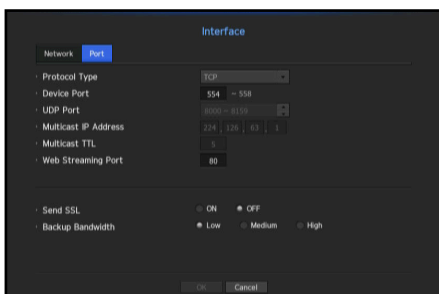 Interface
Network Port
Protocol Type TCP
Device Port 554 ~ 558
UDP Port 8000 ~ 8159
Multicast IP Address 224 . 126 . 63 . 1
Multicast TTL 5
Web Streaming Port 80
Send SSL ON OFF
Backup Bandwidth Low Medium High
OK Cancel